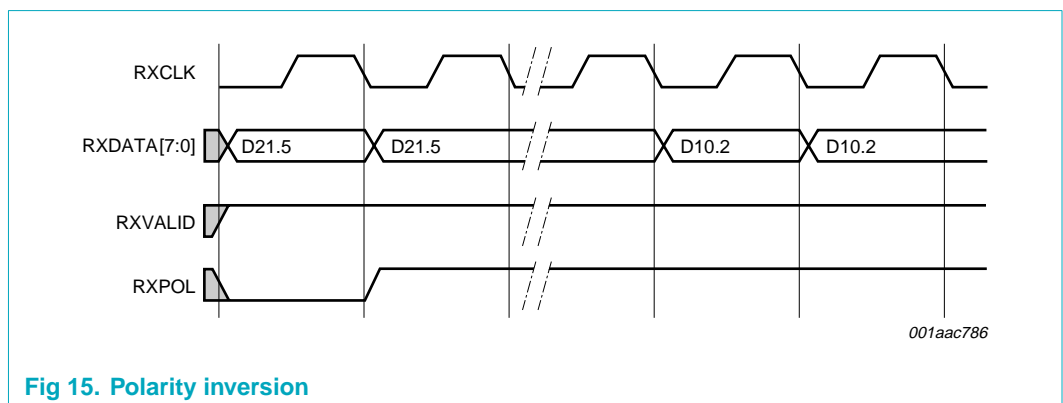 RXCLK
RXDATA[7:0]
D21.5
D21.5
D10.2
D10.2
RXVALID
RXPOL
001aac786
Fig 15. Polarity inversion